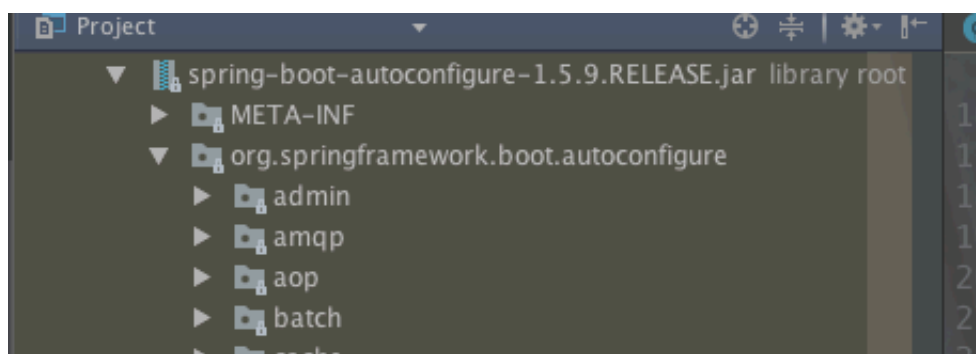 Project
spring-boot-autoconfigure-1.5.9.RELEASE.jar library root
META-INF
org.springframework.boot.autoconfigure
admin
amqp
aop
batch